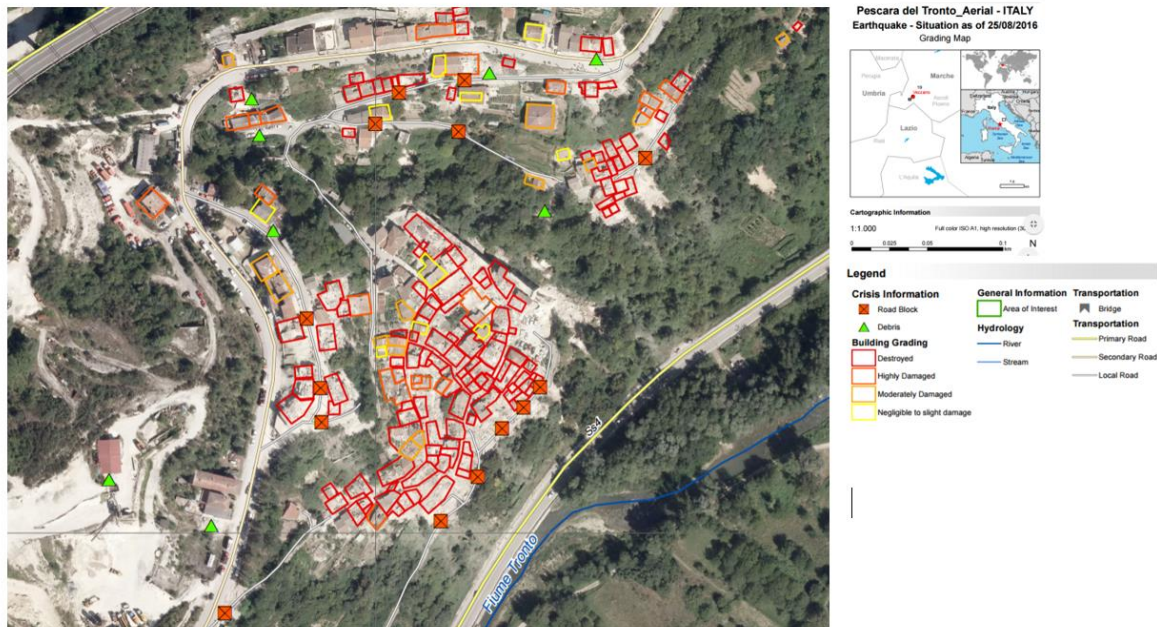 Pescara del Tronto_Aerial - ITALY
Earthquake - Situation as of 25/08/2016
Grading Map
Marche
Umbria
Perugia
Lazio
Rieti
L'Aquila
Cartographic Information
1:1.000
Full color ISO A1, high resolution
0 0.025 0.05 0.1
N
Legend
Crisis Information
Road Block
Debris
Building Grading
Destroyed
Highly Damaged
Moderately Damaged
Negligible to slight damage
General Information
Area of Interest
Hydrology
River
Stream
Transportation
Bridge
Transportation
Primary Road
Secondary Road
Local Road
Ss4
Fiume Tronto